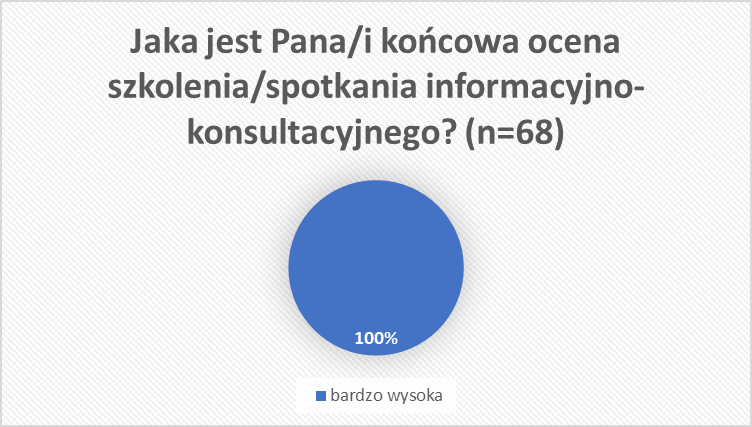 Jaka jest Pana/i końcowa ocena
szkolenia/spotkania informacyjno-
konsultacyjnego? (n=68)
100%
bardzo wysoka